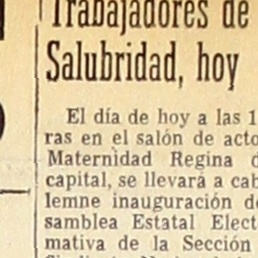 Trabajadores de
Salubridad, hoy
El día de hoy a las 1
ras en el salón de acto
Maternidad Regina d
capital, se llevará a cab
lemne inauguración de
samblea Estatal Elect
mativa de la Sección